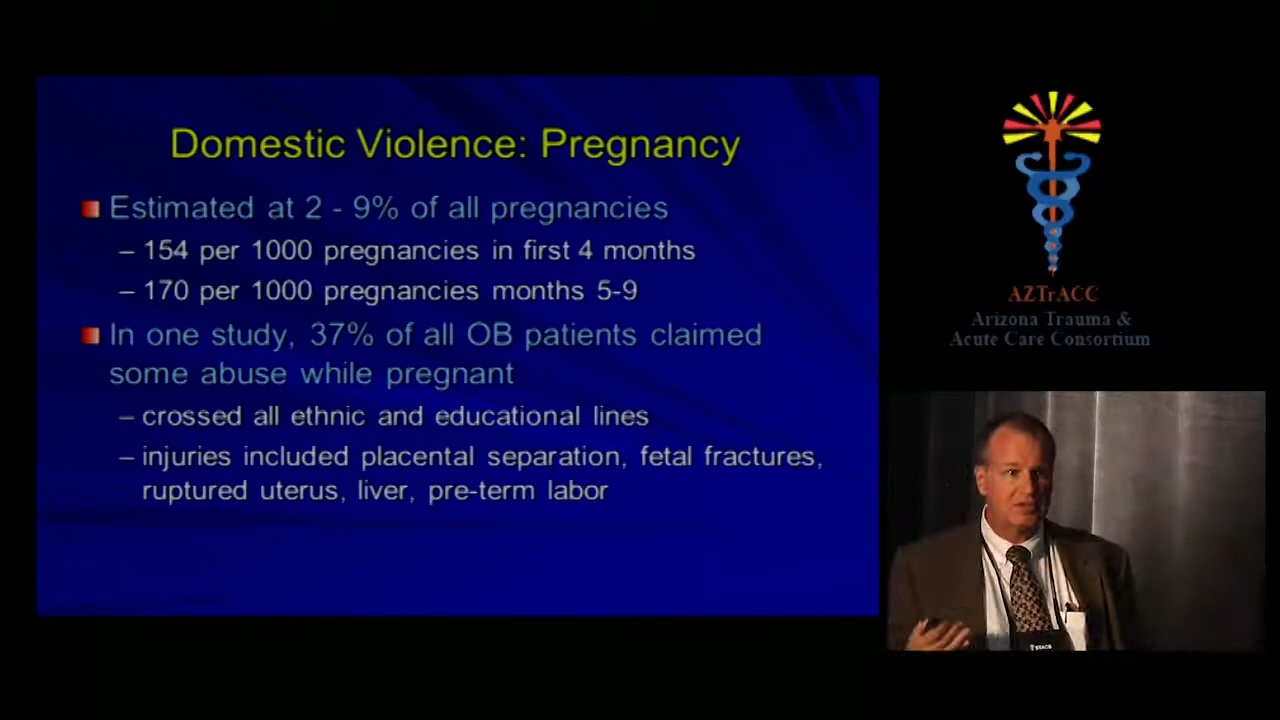 Domestic Violence: Pregnancy
Estimated at 2 - 9% of all pregnancies
– 154 per 1000 pregnancies in first 4 months
– 170 per 1000 pregnancies months 5-9
In one study, 37% of all OB patients claimed
some abuse while pregnant
– crossed all ethnic and educational lines
– injuries included placental separation, fetal fractures,
ruptured uterus, liver, pre-term labor
AZTrACC
Arizona Trauma &
Acute Care Consortium